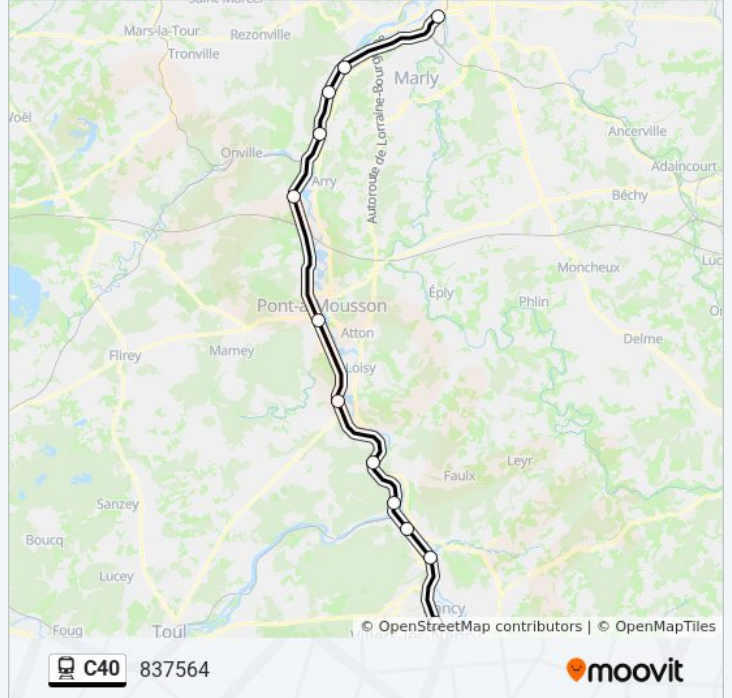 Mars-la-Tour
Rezonville
Tronville
Marly
Autoroute de Lorraine-Bourgogne
Ancerville
Adaincourt
Onville
Arry
Béchy
Moncheux
Éply
Phlin
Pont-à-Mousson
Atton
Delme
Flirey
Mamey
Loisy
Leyr
Faulx
Sanzey
Boucq
Lucey
Foug
Toul
© OpenStreetMap contributors | © OpenMapTiles
C40 837564
moovit